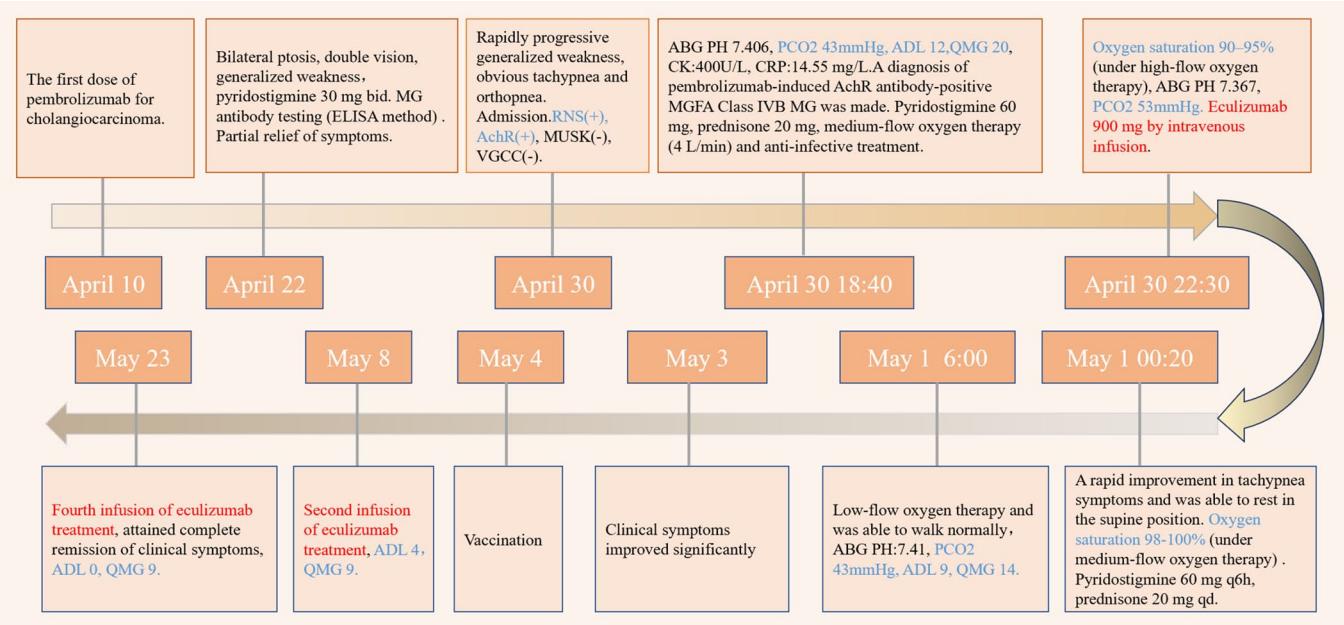 The first dose of
pembrolizumab for
cholangiocarcinoma.
Bilateral ptosis, double vision,
generalized weakness，
pyridostigmine 30 mg bid. MG
antibody testing (ELISA method) .
Partial relief of symptoms.
Rapidly progressive
generalized weakness,
obvious tachypnea and
orthopnea.
Admission.RNS(+),
AchR(+), MUSK(-),
VGCC(-).
ABG PH 7.406, PCO2 43mmHg, ADL 12,QMG 20,
CK:400U/L, CRP:14.55 mg/L.A diagnosis of
pembrolizumab-induced AchR antibody-positive
MGFA Class IVB MG was made. Pyridostigmine 60
mg, prednisone 20 mg, medium-flow oxygen therapy
(4 L/min) and anti-infective treatment.
Oxygen saturation 90–95%
(under high-flow oxygen
therapy), ABG PH 7.367,
PCO2 53mmHg. Eculizumab
900 mg by intravenous
infusion.
April 10
April 22
April 30
April 30 18:40
April 30 22:30
May 23
May 8
May 4
May 3
May 1 6:00
May 1 00:20
Fourth infusion of eculizumab
treatment, attained complete
remission of clinical symptoms,
ADL 0, QMG 9.
Second infusion
of eculizumab
treatment, ADL 4，
QMG 9.
Vaccination
Clinical symptoms
improved significantly
Low-flow oxygen therapy and
was able to walk normally，
ABG PH:7.41, PCO2
43mmHg, ADL 9, QMG 14.
A rapid improvement in tachypnea
symptoms and was able to rest in
the supine position. Oxygen
saturation 98-100% (under
medium-flow oxygen therapy) .
Pyridostigmine 60 mg q6h,
prednisone 20 mg qd.